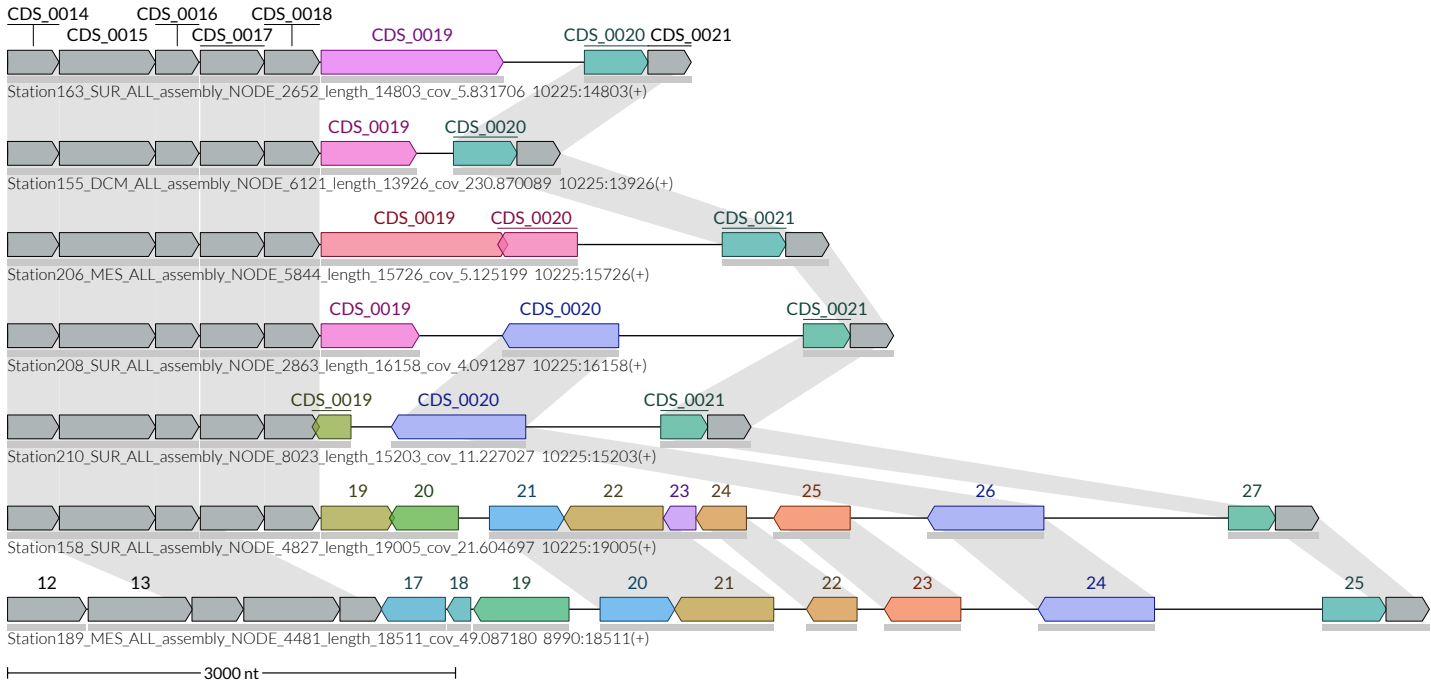 CDS_0014 CDS_0016 CDS_0018
CDS_0015 CDS_0017 CDS_0019 CDS_0020 CDS_0021
Station163_SUR_ALL_assembly_NODE_2652_length_14803_cov_5.831706 10225:14803(+)
CDS_0019 CDS_0020
Station155_DCM_ALL_assembly_NODE_6121_length_13926_cov_230.870089 10225:13926(+)
CDS_0019 CDS_0020 CDS_0021
Station206_MES_ALL_assembly_NODE_5844_length_15726_cov_5.125199 10225:15726(+)
CDS_0019 CDS_0020 CDS_0021
Station208_SUR_ALL_assembly_NODE_2863_length_16158_cov_4.091287 10225:16158(+)
CDS_0019 CDS_0020 CDS_0021
Station210_SUR_ALL_assembly_NODE_8023_length_15203_cov_11.227027 10225:15203(+)
19 20 21 22 23 24 25 26 27
Station158_SUR_ALL_assembly_NODE_4827_length_19005_cov_21.604697 10225:19005(+)
12 13 17 18 19 20 21 22 23 24 25
Station189_MES_ALL_assembly_NODE_4481_length_18511_cov_49.087180 8990:18511(+)
3000 nt